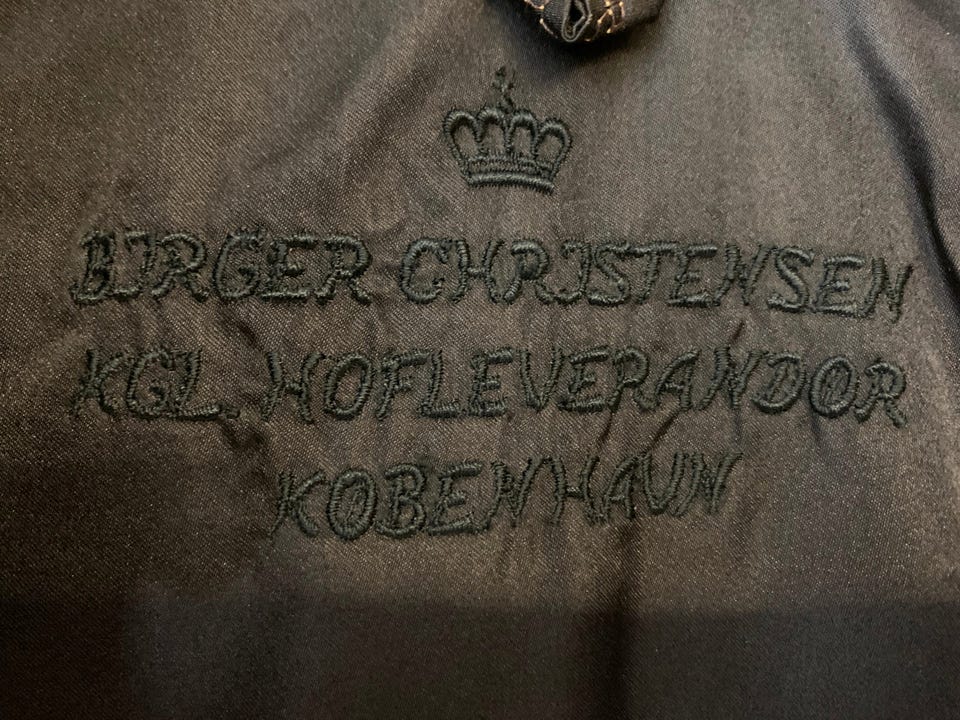 BIRGER CHRISTENSEN
KGL. HOFLEVERANDØR
KØBENHAVN